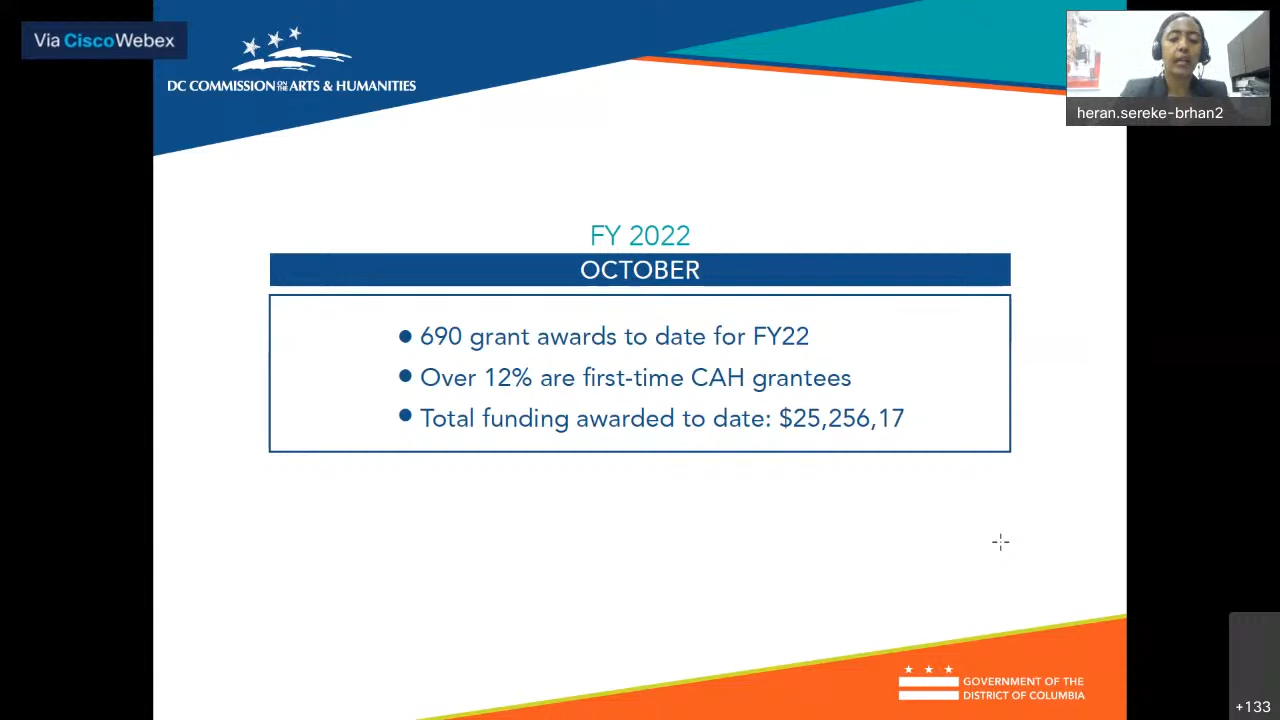 Via CiscoWebex
DC COMMISSION ON THE ARTS & HUMANITIES
heran.sereke-brhan2
FY 2022
OCTOBER
• 690 grant awards to date for FY22
• Over 12% are first-time CAH grantees
• Total funding awarded to date: $25,256,17
GOVERNMENT OF THE
DISTRICT OF COLUMBIA
+133